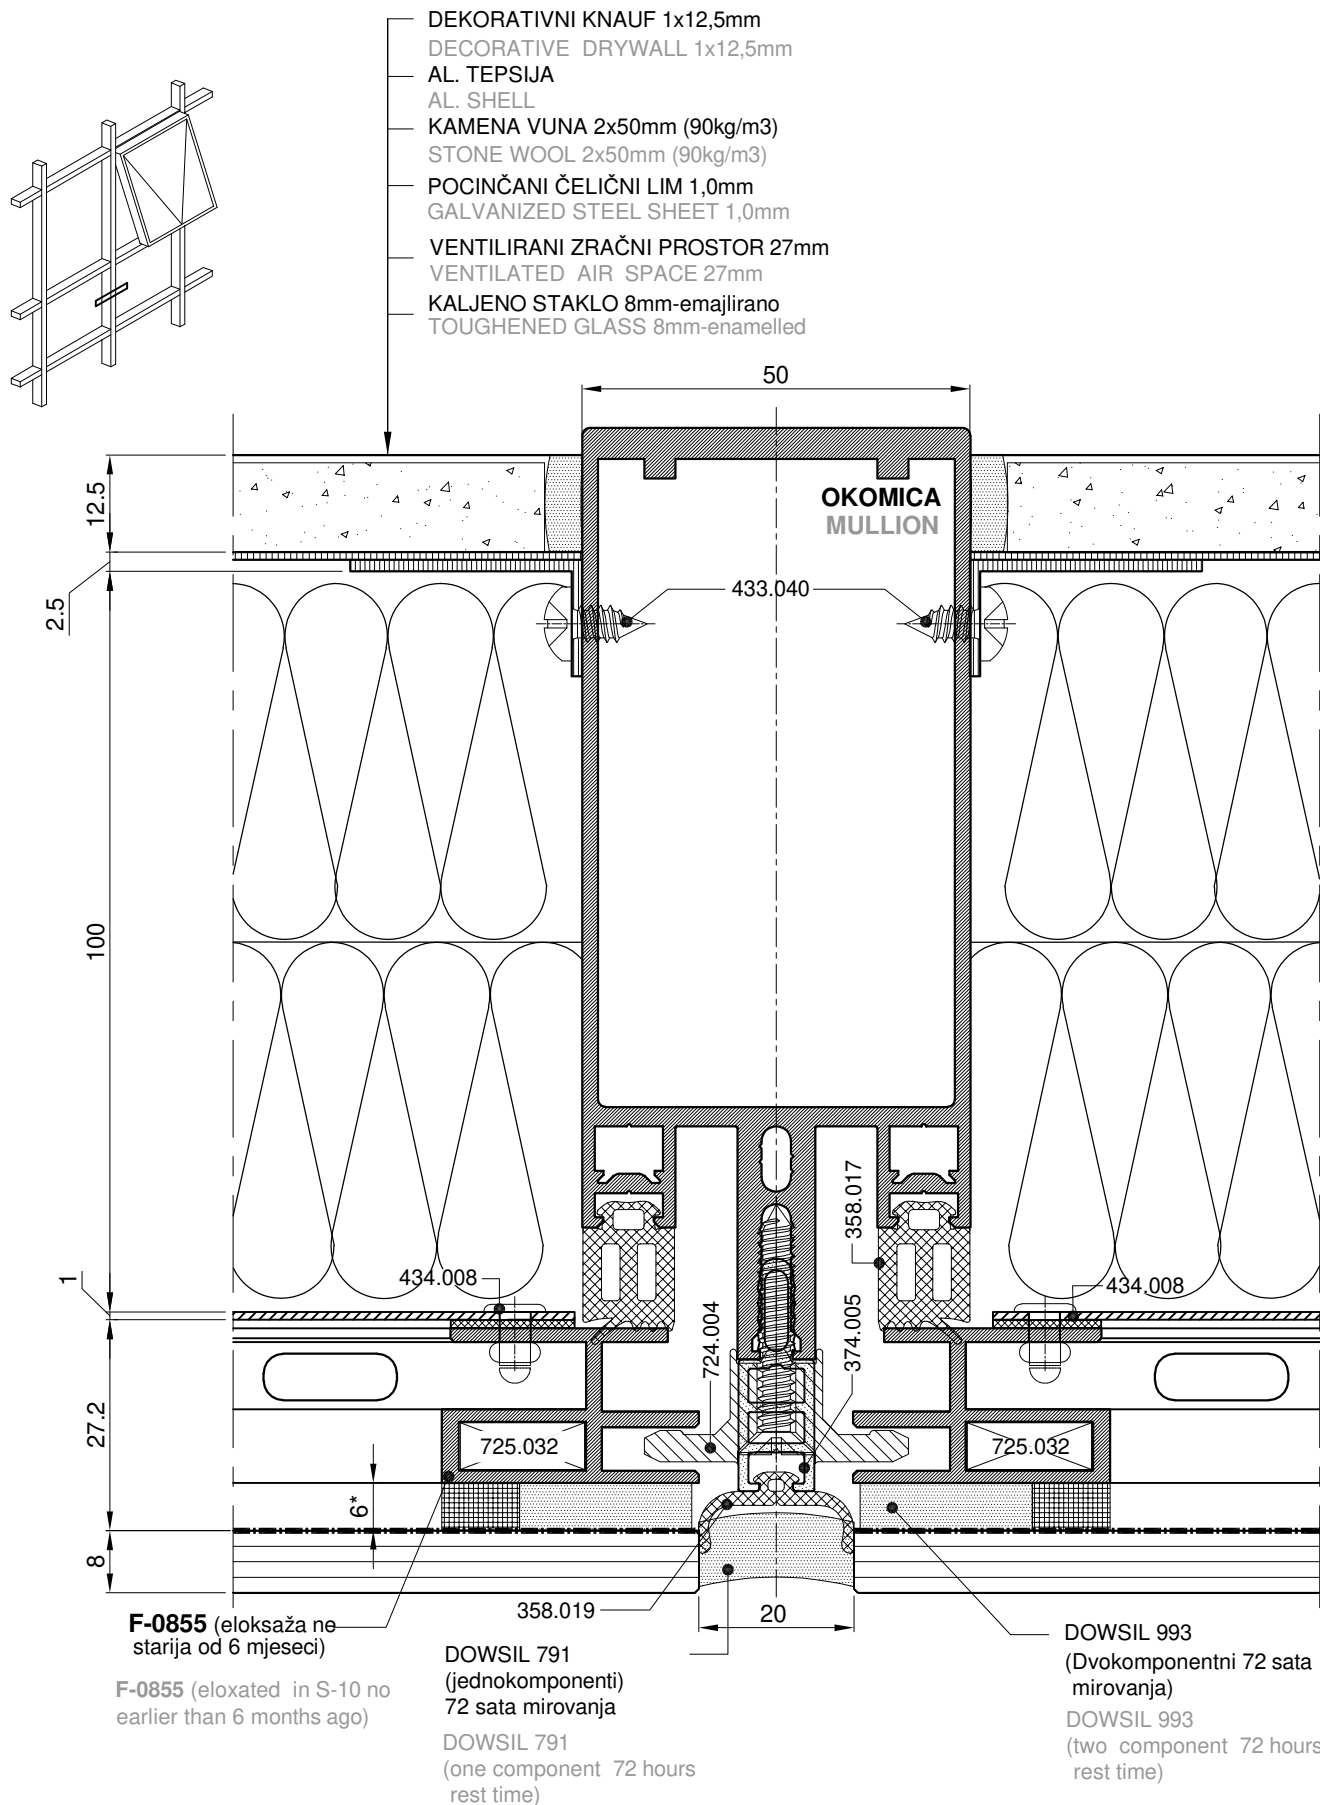 DEKORATIVNI KNAUF 1x12,5mm
DECORATIVE DRYWALL 1x12,5mm
AL. TEPSIJA
AL. SHELL
KAMENA VUNA 2x50mm (90kg/m3)
STONE WOOL 2x50mm (90kg/m3)
POCINČANI ČELIČNI LIM 1,0mm
GALVANIZED STEEL SHEET 1,0mm
VENTILIRANI ZRAČNI PROSTOR 27mm
VENTILATED AIR SPACE 27mm
KALJENO STAKLO 8mm-emajlirano
TOUGHENED GLASS 8mm-enamelled
50
12.5
OKOMICA
MULLION
2.5
433.040
100
358.017
1
434.008
434.008
724.004
374.005
27.2
725.032
725.032
6*
8
358.019
20
F-0855 (eloksaža ne
starija od 6 mjeseci)
F-0855 (eloxated in S-10 no
earlier than 6 months ago)
DOWSIL 791
(jednokomponenti)
72 sata mirovanja
DOWSIL 791
(one component 72 hours
rest time)
DOWSIL 993
(Dvokomponentni 72 sata
mirovanja)
DOWSIL 993
(two component 72 hours
rest time)